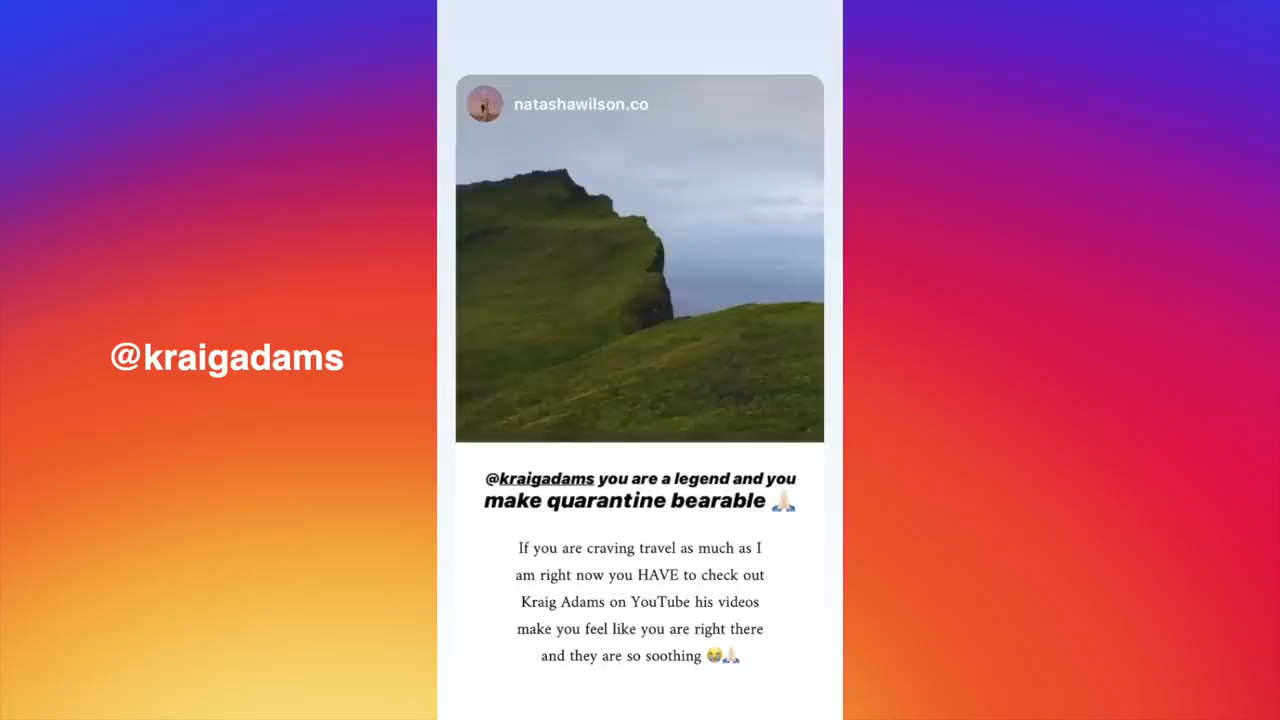 natashawilson.co
@kraigadams
@kraigadams you are a legend and you
make quarantine bearable 🙏🏻
If you are craving travel as much as I
am right now you HAVE to check out
Kraig Adams on YouTube his videos
make you feel like you are right there
and they are so soothing 😭🙏🏻